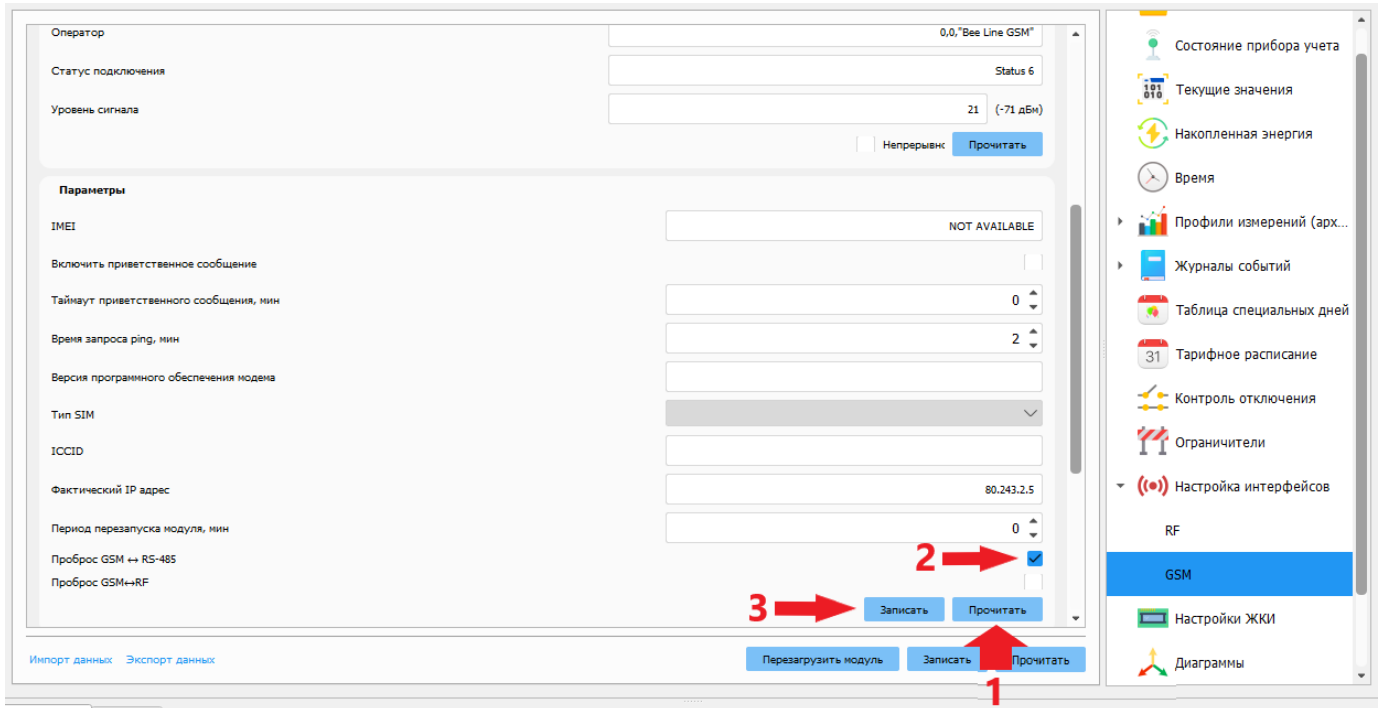 Оператор 0,0,"Bee Line GSM"
Статус подключения Status 6
Уровень сигнала 21 (-71 дБм)
Непрерывнс Прочитать
Параметры
IMEI NOT AVAILABLE
Включить приветственное сообщение
Таймаут приветственного сообщения, мин 0
Время запроса ping, мин 2
Версия программного обеспечения модема
Тип SIM
ICCID
Фактический IP адрес 80.243.2.5
Период перезапуска модуля, мин 0
Проброс GSM ↔ RS-485 2
Проброс GSM↔RF
3 Записать Прочитать
Импорт данных Экспорт данных Перезагрузить модуль Записать Прочитать
1
Состояние прибора учета
101
010 Текущие значения
Накопленная энергия
Время
Профили измерений (арх...
Журналы событий
Таблица специальных дней
31 Тарифное расписание
Контроль отключения
Ограничители
Настройка интерфейсов
RF
GSM
Настройки ЖКИ
Диаграммы